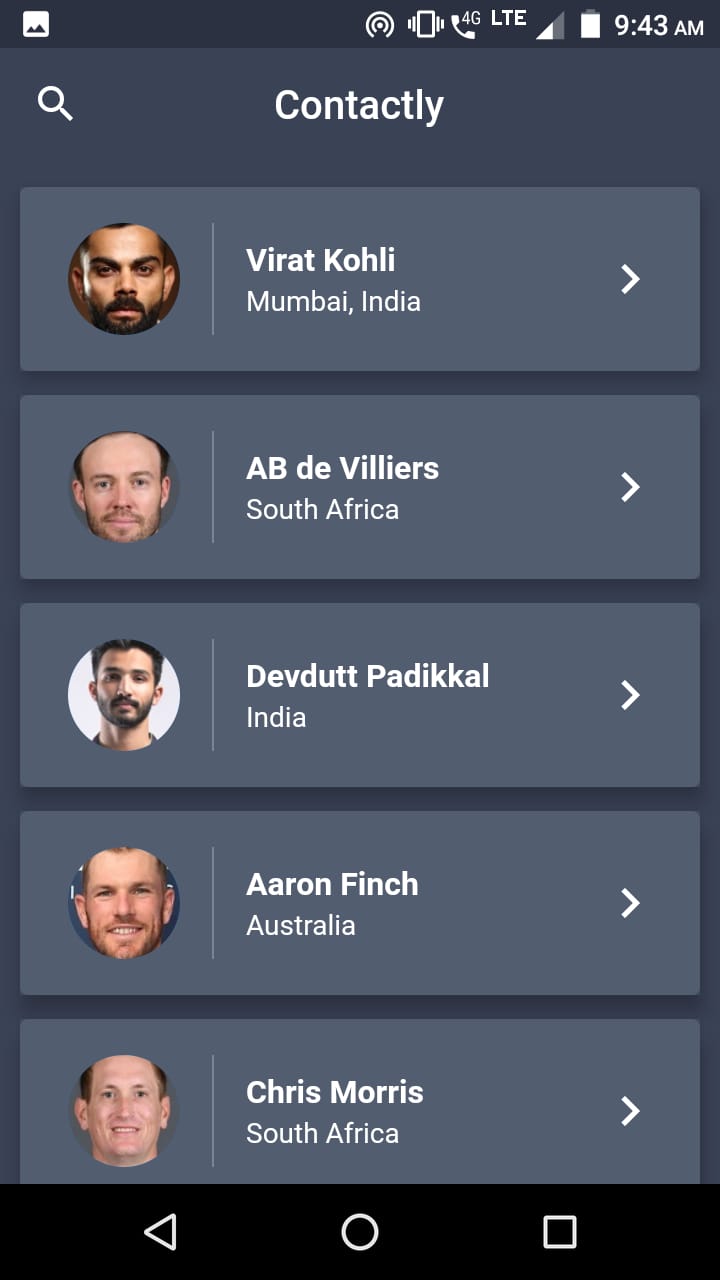 4G LTE 9:43 AM
Contactly
Virat Kohli
Mumbai, India
AB de Villiers
South Africa
Devdutt Padikkal
India
Aaron Finch
Australia
Chris Morris
South Africa